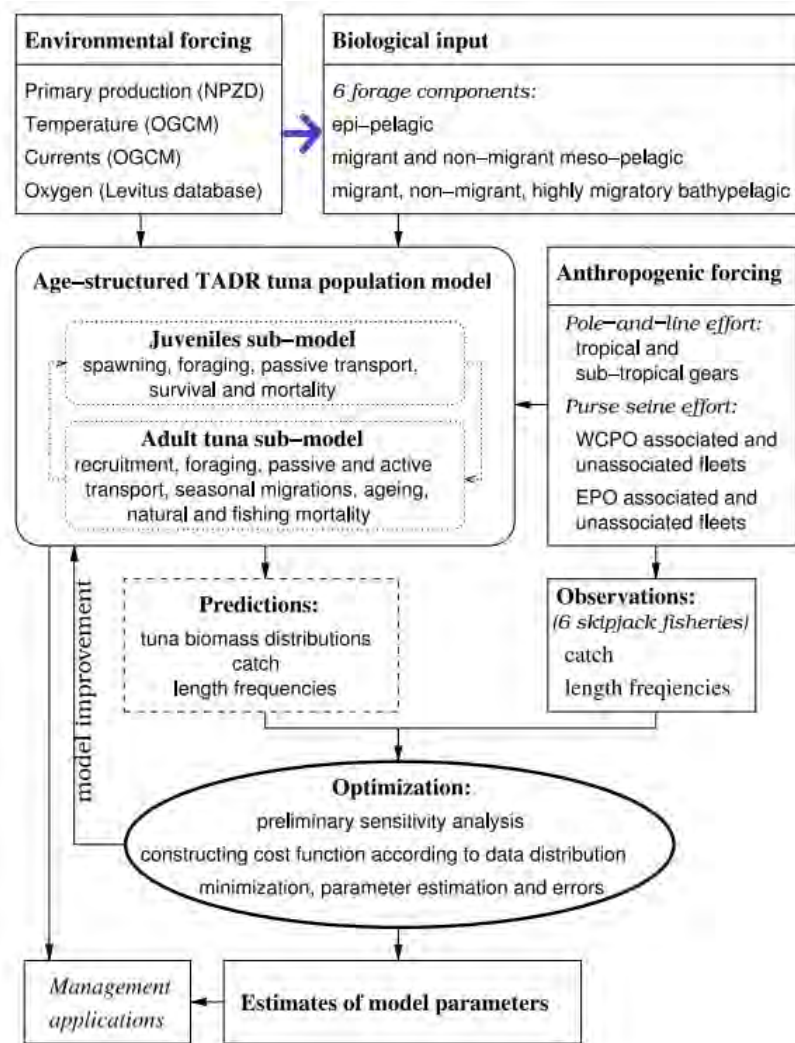 Environmental forcing
Primary production (NPZD)
Temperature (OGCM)
Currents (OGCM)
Oxygen (Levitus database)
Biological input
6 forage components:
epi–pelagic
migrant and non–migrant meso–pelagic
migrant, non–migrant, highly migratory bathypelagic
Age–structured TADR tuna population model
Juveniles sub–model
spawning, foraging, passive transport,
survival and mortality
Adult tuna sub–model
recruitment, foraging, passive and active
transport, seasonal migrations, ageing,
natural and fishing mortality
Anthropogenic forcing
Pole–and–line effort:
tropical and
sub–tropical gears
Purse seine effort:
WCPO associated and
unassociated fleets
EPO associated and
unassociated fleets
model improvement
Predictions:
tuna biomass distributions
catch
length frequencies
Observations:
(6 skipjack fisheries)
catch
length freqiencies
Optimization:
preliminary sensitivity analysis
constructing cost function according to data distribution
minimization, parameter estimation and errors
Management
applications
Estimates of model parameters